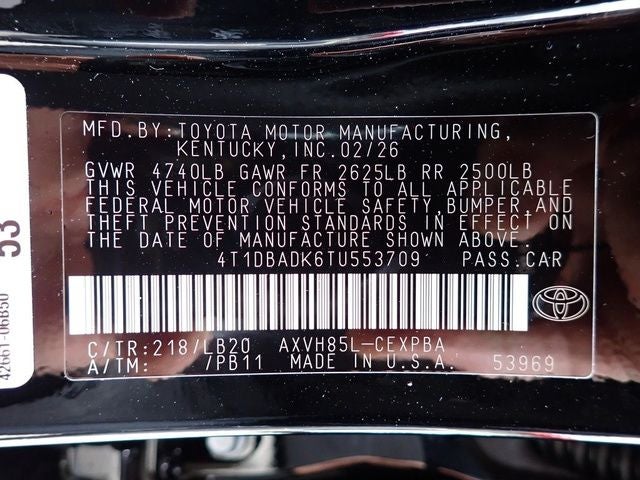 MFD.BY:TOYOTA MOTOR MANUFACTURING,
KENTUCKY,INC.02/26
GVWR 4740LB GAWR FR 2625LB RR 2500LB
THIS VEHICLE CONFORMS TO ALL APPLICABLE
FEDERAL MOTOR VEHICLE SAFETY,BUMPER,AND
THEFT PREVENTION STANDARDS IN EFFECT ON
THE DATE OF MANUFACTURE SHOWN ABOVE.
4T1DBADK6TU553709 PASS.CAR
C/TR:218/LB20 AXVH85L-CEXPBA
A/TM: /PB11 MADE IN U.S.A. 53969
53
42661-06B50